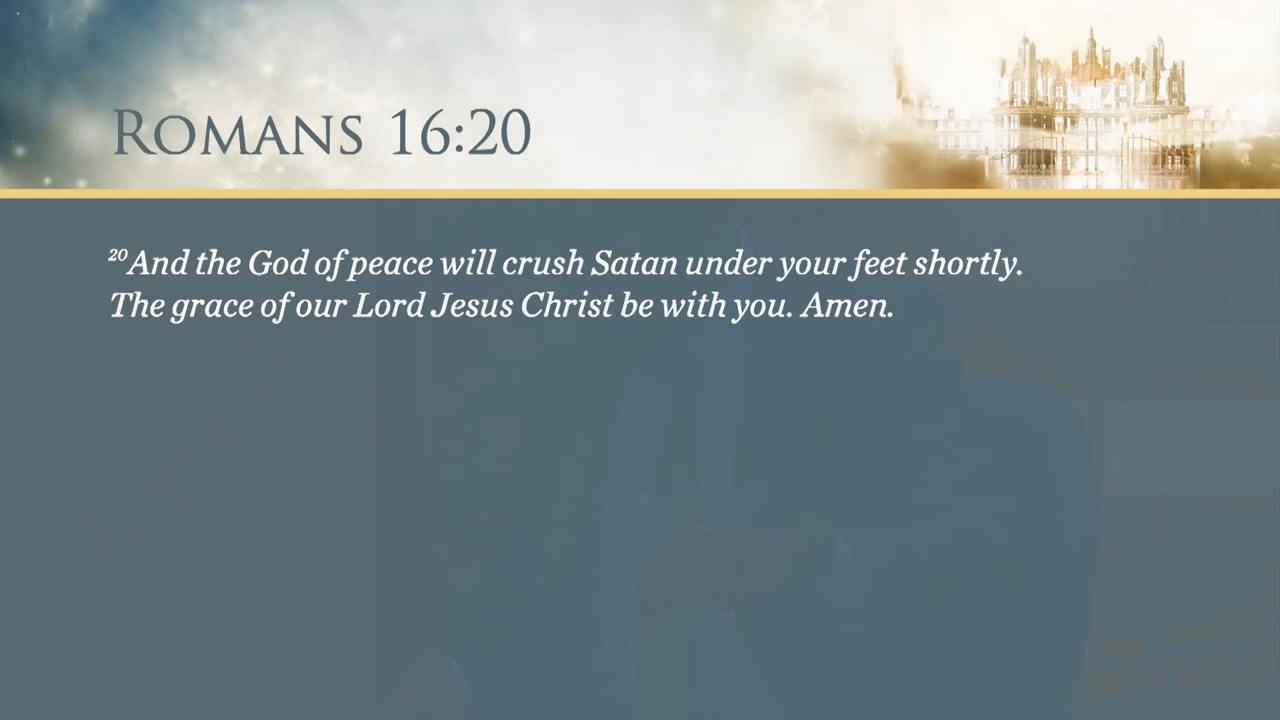 Romans 16:20
²⁰And the God of peace will crush Satan under your feet shortly.
The grace of our Lord Jesus Christ be with you. Amen.